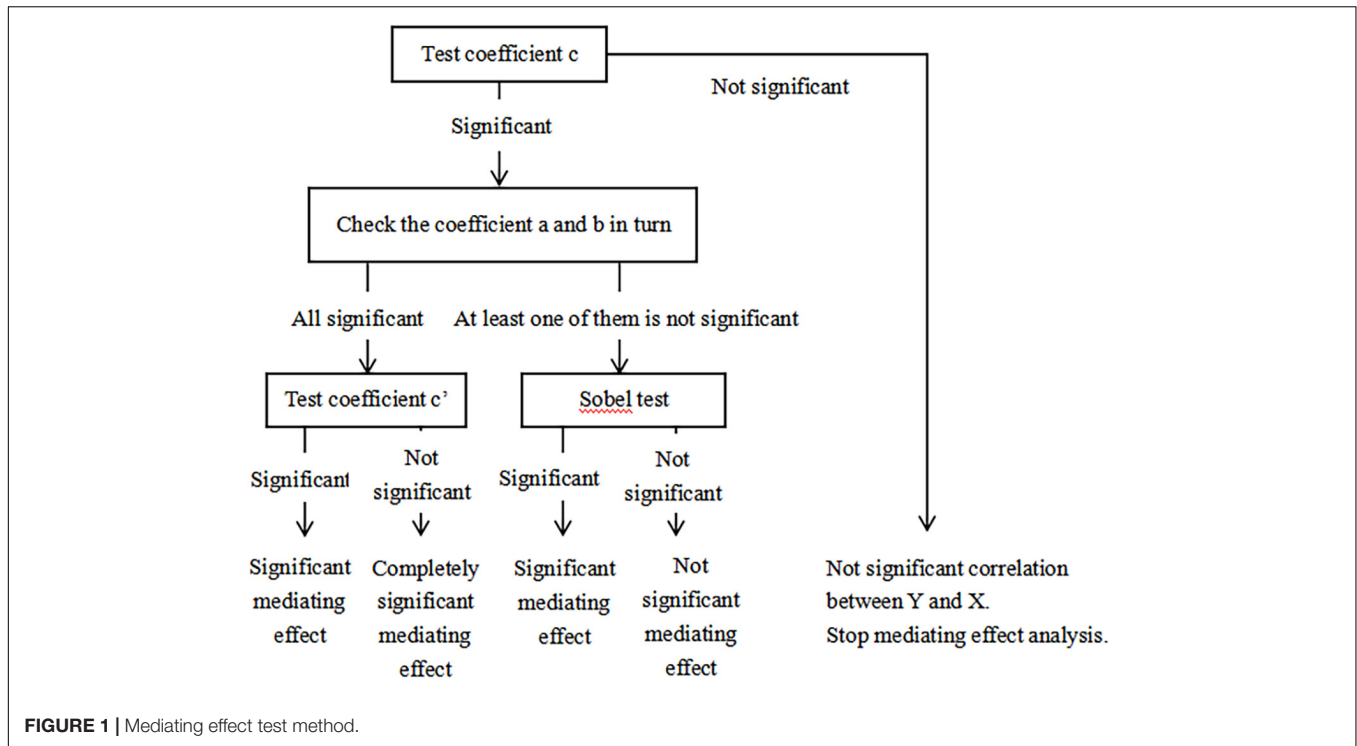 Test coefficient c
Not significant
Significant
Check the coefficient a and b in turn
All significant
At least one of them is not significant
Test coefficient c’
Sobel test
Significant
Not
significant
Significant
Not
significant
Significant
mediating
effect
Completely
significant
mediating
effect
Significant
mediating
effect
Not
significant
mediating
effect
Not significant correlation
between Y and X.
Stop mediating effect analysis.
FIGURE 1 | Mediating effect test method.